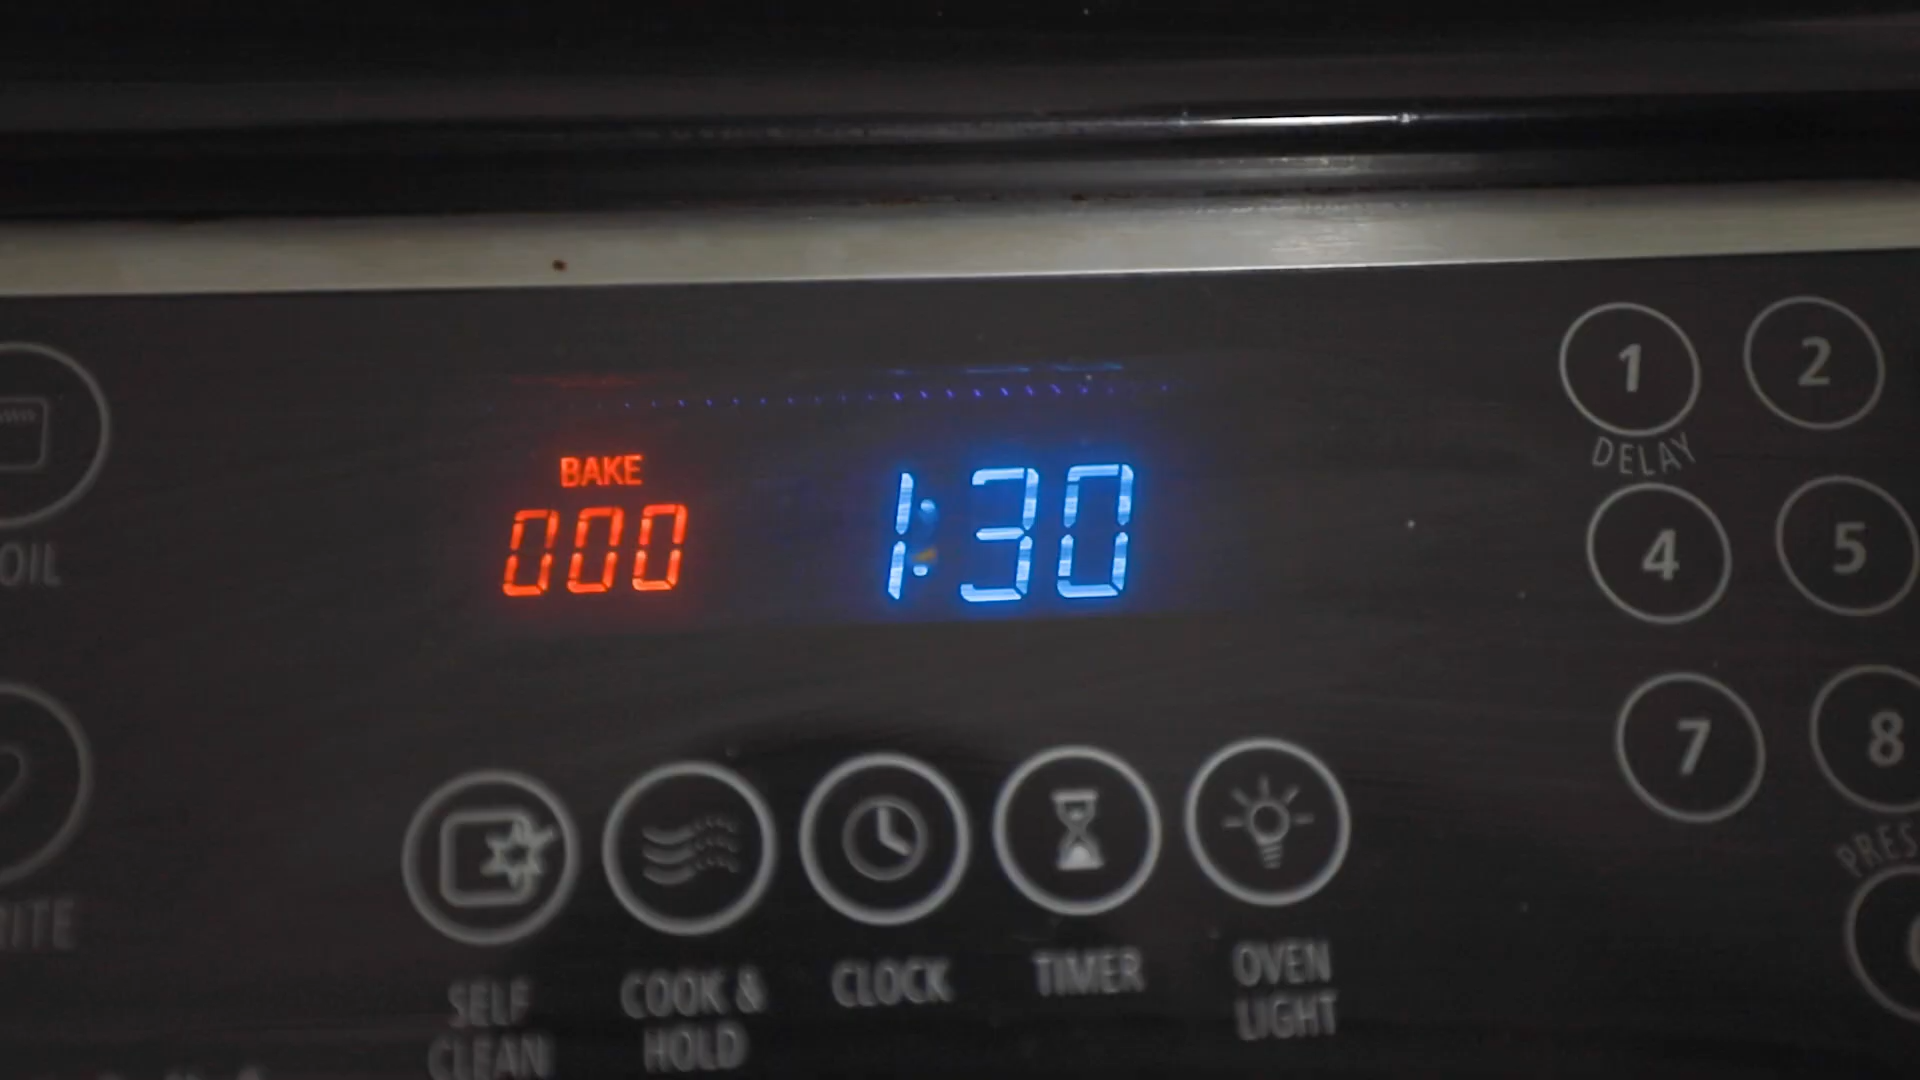 BAKE
000 1:30
1 2
DELAY
4 5
7 8
SELF
CLEAN
COOK &
HOLD
CLOCK
TIMER
OVEN
LIGHT